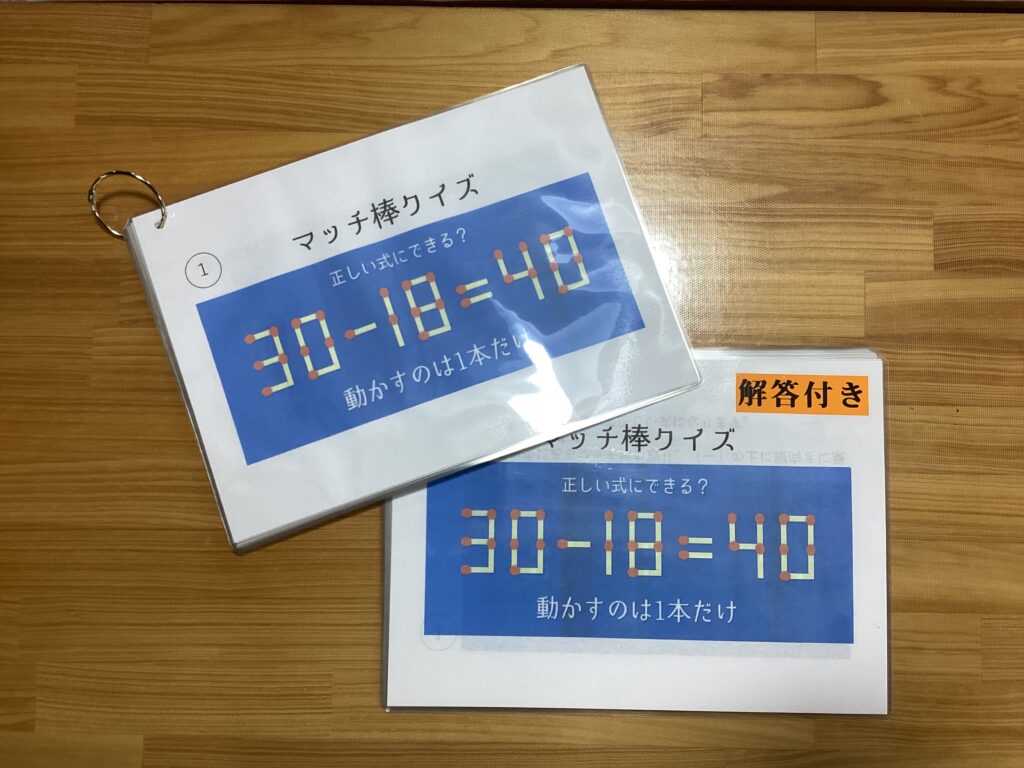 マッチ棒クイズ
1
正しい式にできる？
30-18=40
動かすのは1本だけ
解答付き
マッチ棒クイズ
正しい式にできる？
30-18=40
動かすのは1本だけ